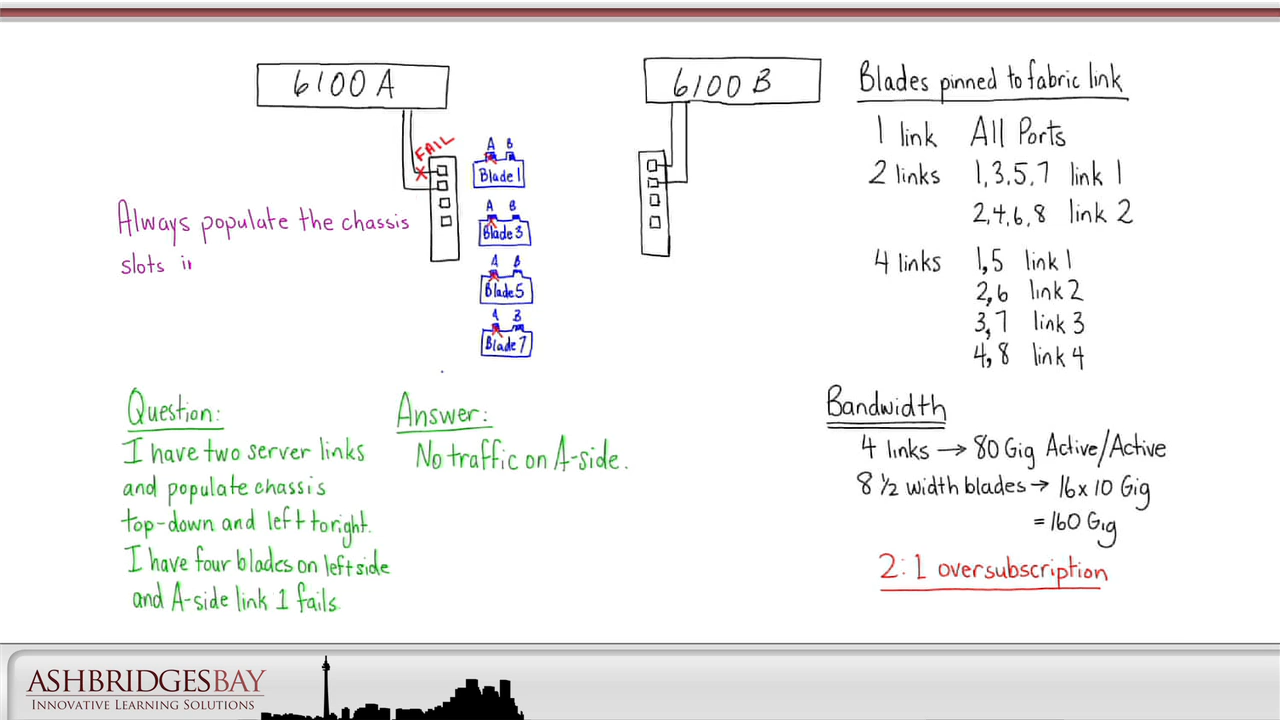 6100 A
6100 B
FAIL
A B
Blade 1
A B
Blade 3
A B
Blade 5
A B
Blade 7
Always populate the chassis
slots i
Blades pinned to fabric link
1 link All Ports
2 links 1,3,5,7 link 1
2,4,6,8 link 2
4 links 1,5 link 1
2,6 link 2
3,7 link 3
4,8 link 4
Question:
I have two server links
and populate chassis
top-down and left to right.
I have four blades on left side
and A-side link 1 fails.
Answer:
No traffic on A-side.
Bandwidth
4 links → 80 Gig Active/Active
8 ½ width blades → 16x10 Gig
= 160 Gig
2:1 oversubscription
ASHBRIDGESBAY
INNOVATIVE LEARNING SOLUTIONS